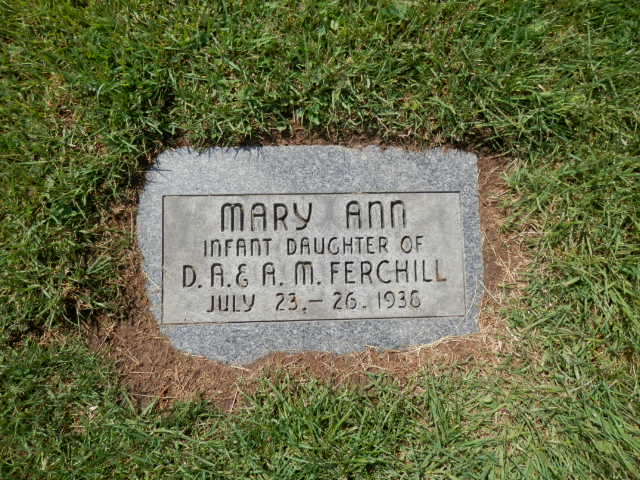 MARY ANN
INFANT DAUGHTER OF
D. A. & A. M. FERCHILL
JULY 23, - 26, 1938